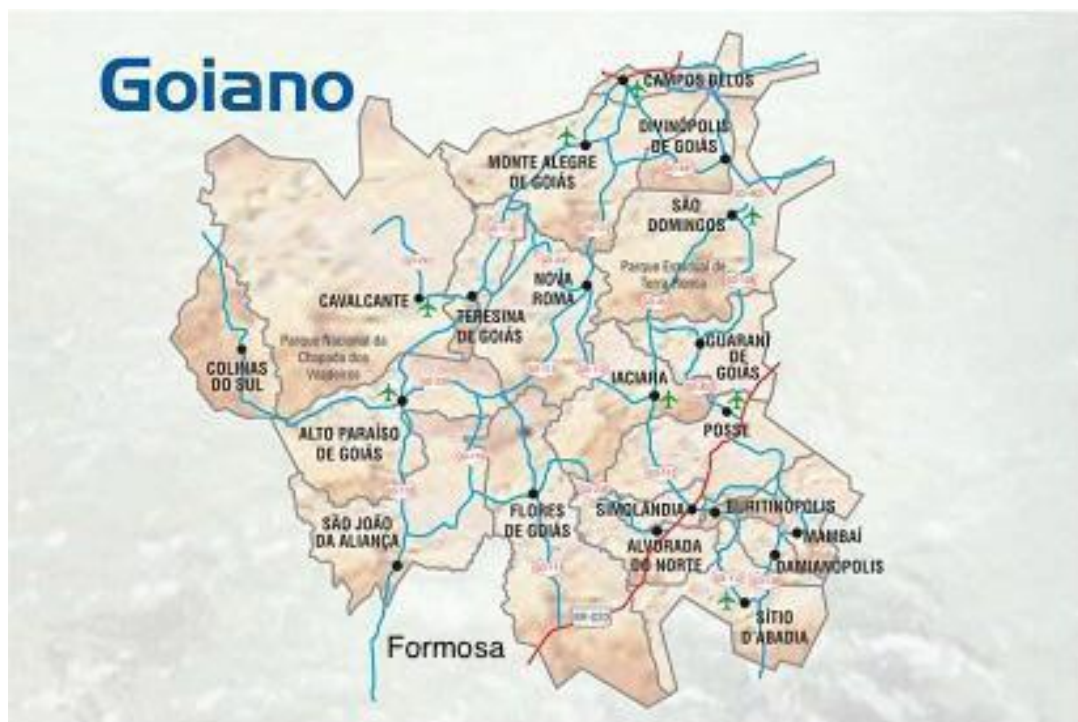 Goiano
CAMPOS BELOS
DIVINÓPOLIS
DE GOIÁS
MONTE ALEGRE
DE GOIÁS
SÃO
DOMINGOS
Parque Estadual de
Terra Ronca
NOVA
ROMA
CAVALCANTE
TERESINA
DE GOIÁS
Parque Nacional da
Chapada dos
Veadeiros
GUARANÍ
DE
GOIÁS
COLINAS
DO SUL
IACIARA
POSSE
ALTO PARAÍSO
DE GOIÁS
SIMOLÂNDIA
BURITINÓPOLIS
FLORES
DE GOIÁS
SÃO JOÃO
DA ALIANÇA
ALVORADA
DO NORTE
MAMBAÍ
DAMIANÓPOLIS
SÍTIO
D'ABADIA
BR-020
Formosa